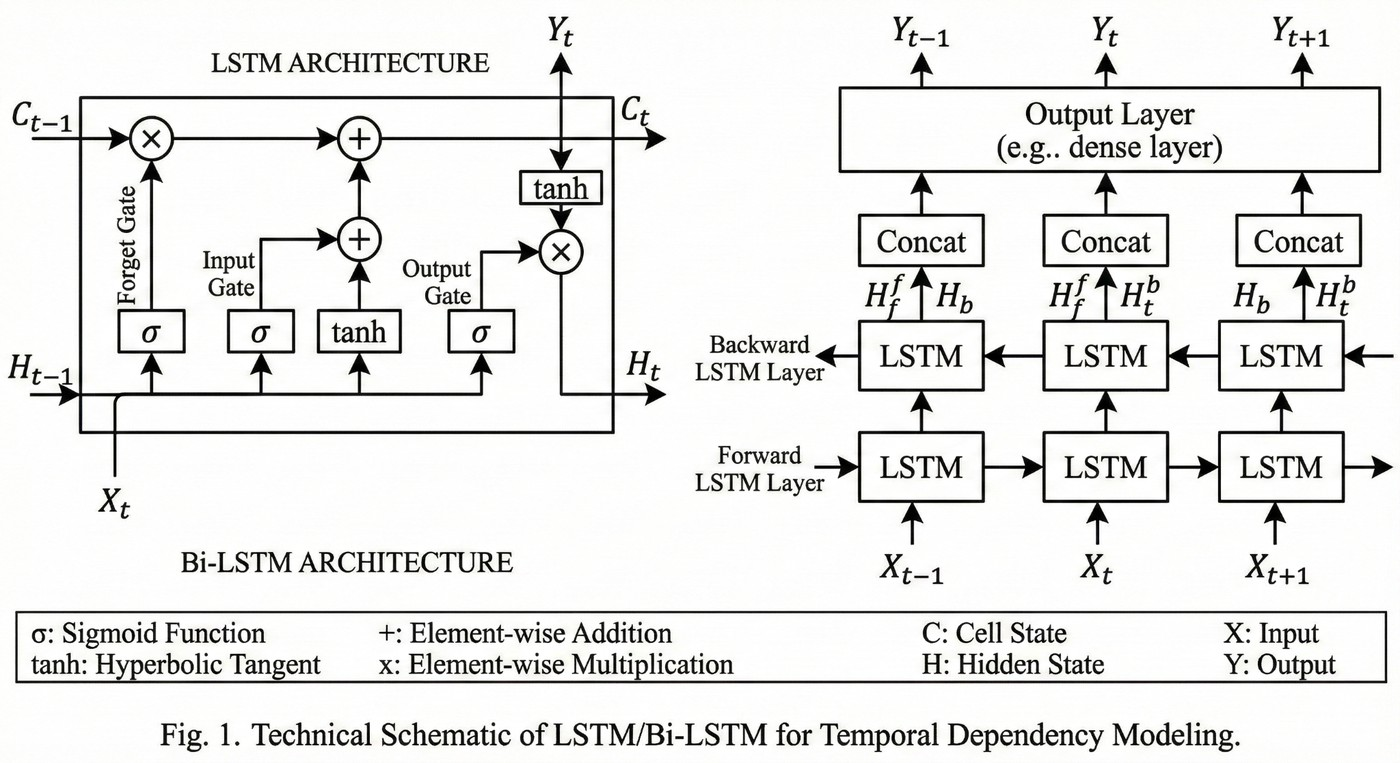 LSTM ARCHITECTURE
Y_t
C_{t-1}
C_t
×
+
tanh
Forget Gate
Input
Gate
+
Output
Gate
×
σ
σ
tanh
σ
H_{t-1}
H_t
X_t
Bi-LSTM ARCHITECTURE
Y_{t-1} Y_t Y_{t+1}
Output Layer
(e.g.. dense layer)
Concat Concat Concat
H_f^f H_b H_f^f H_t^b H_b H_t^b
Backward
LSTM Layer
LSTM LSTM LSTM
Forward
LSTM Layer
LSTM LSTM LSTM
X_{t-1} X_t X_{t+1}
σ: Sigmoid Function +: Element-wise Addition C: Cell State X: Input
tanh: Hyperbolic Tangent x: Element-wise Multiplication H: Hidden State Y: Output
Fig. 1. Technical Schematic of LSTM/Bi-LSTM for Temporal Dependency Modeling.